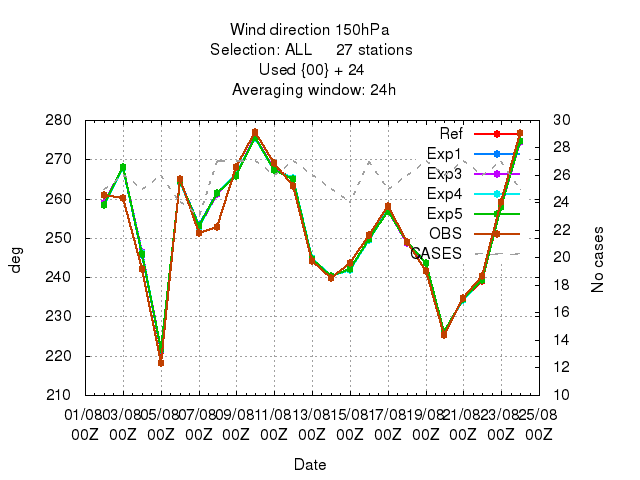 Wind direction 150hPa
Selection: ALL 27 stations
Used {00} + 24
Averaging window: 24h
280
270
260
250
240
230
220
210
deg
30
28
26
24
22
20
18
16
14
12
10
No cases
Ref
Exp1
Exp3
Exp4
Exp5
OBS
CASES
01/08 03/08 05/08 07/08 09/08 11/08 13/08 15/08 17/08 19/08 21/08 23/08 25/08
00Z 00Z 00Z 00Z 00Z 00Z 00Z 00Z 00Z 00Z 00Z 00Z 00Z
Date